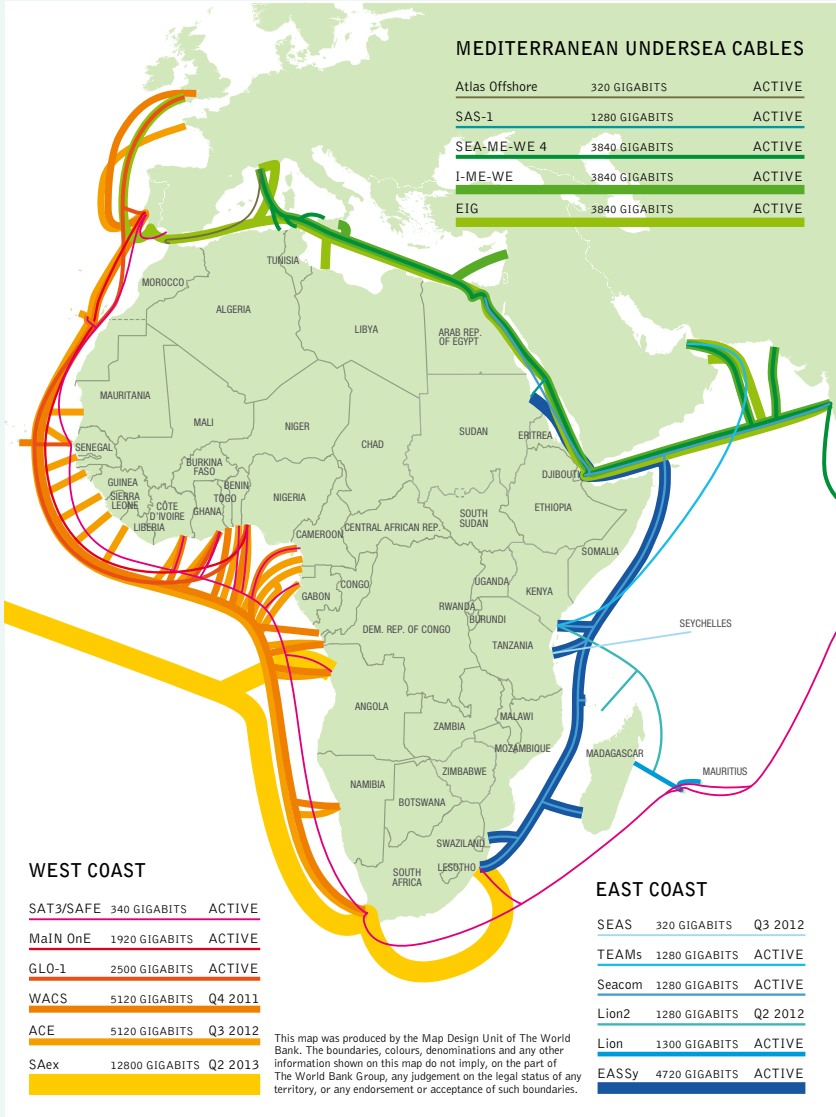 MEDITERRANEAN UNDERSEA CABLES
Atlas Offshore 320 GIGABITS ACTIVE
SAS-1 1280 GIGABITS ACTIVE
SEA-ME-WE 4 3840 GIGABITS ACTIVE
I-ME-WE 3840 GIGABITS ACTIVE
EIG 3840 GIGABITS ACTIVE
TUNISIA
MOROCCO
ALGERIA
LIBYA
ARAB REP.
OF EGYPT
MAURITANIA
MALI
NIGER
CHAD
SUDAN
ERITREA
SENEGAL
BURKINA
FASO
DJIBOUTI
GUINEA
BENIN
SIERRA
LEONE
CÔTE
D'IVOIRE
TOGO
GHANA
NIGERIA
ETHIOPIA
LIBERIA
SOUTH
SUDAN
CAMEROON
CENTRAL AFRICAN REP.
SOMALIA
CONGO
GABON
UGANDA
KENYA
RWANDA
BURUNDI
DEM. REP. OF CONGO
SEYCHELLES
TANZANIA
ANGOLA
MALAWI
ZAMBIA
MOZAMBIQUE
MADAGASCAR
ZIMBABWE
MAURITIUS
NAMIBIA
BOTSWANA
SWAZILAND
LESOTHO
SOUTH
AFRICA
WEST COAST
SAT3/SAFE 340 GIGABITS ACTIVE
MaIN OnE 1920 GIGABITS ACTIVE
GLO-1 2500 GIGABITS ACTIVE
WACS 5120 GIGABITS Q4 2011
ACE 5120 GIGABITS Q3 2012
SAex 12800 GIGABITS Q2 2013
This map was produced by the Map Design Unit of The World
Bank. The boundaries, colours, denominations and any other
information shown on this map do not imply, on the part of
The World Bank Group, any judgement on the legal status of any
territory, or any endorsement or acceptance of such boundaries.
EAST COAST
SEAS 320 GIGABITS Q3 2012
TEAMs 1280 GIGABITS ACTIVE
Seacom 1280 GIGABITS ACTIVE
Lion2 1280 GIGABITS Q2 2012
Lion 1300 GIGABITS ACTIVE
EASSy 4720 GIGABITS ACTIVE